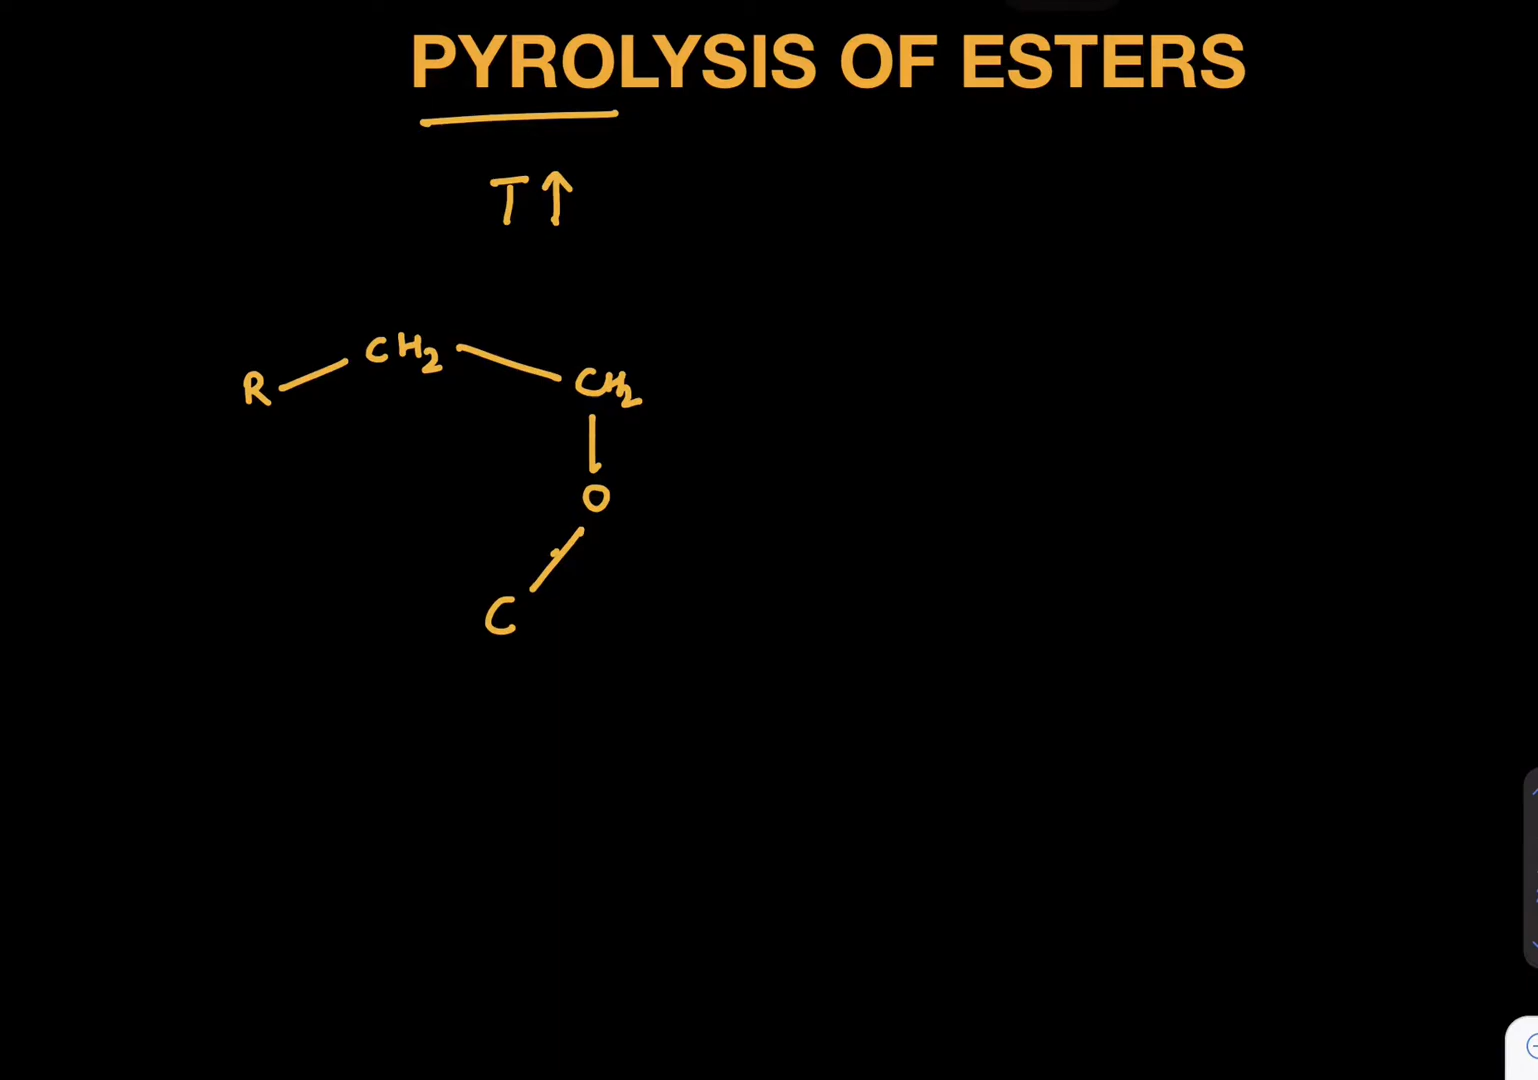 PYROLYSIS OF ESTERS
T↑
R CH₂ CH₂
O
C